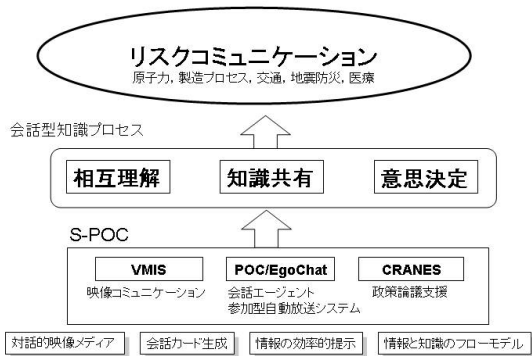 リスクコミュニケーション
原子力, 製造プロセス, 交通, 地震防災, 医療
会話型知識プロセス
相互理解
知識共有
意思決定
S-POC
VMIS
POC/EgoChat
CRANES
映像コミュニケーション
会話エージェント
参加型自動放送システム
政策論議支援
対話的映像メディア
会話カード生成
情報の効率的提示
情報と知識のフローモデル